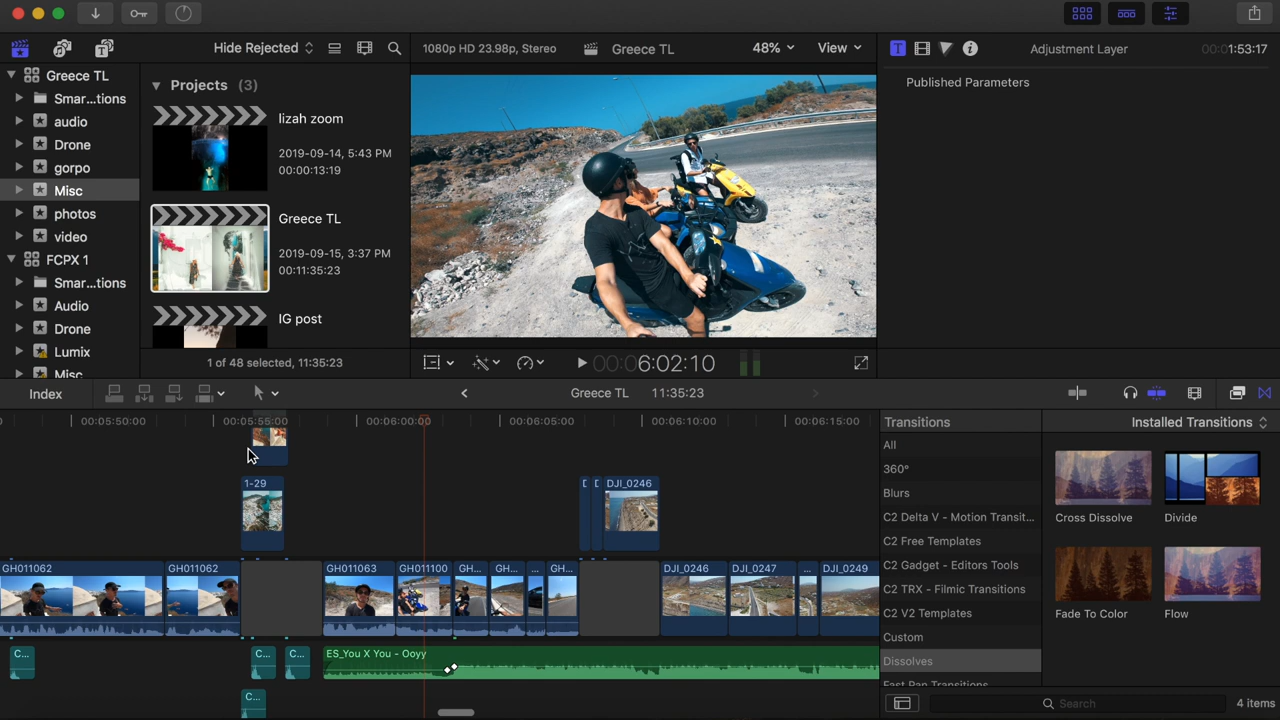 Hide Rejected
1080p HD 23.98p, Stereo
Greece TL
48%
View
T
Adjustment Layer
00:01:53:17
Greece TL
Smar...tions
audio
Drone
gorpo
Misc
photos
video
FCPX 1
Smar...tions
Audio
Drone
Lumix
Misc
Projects (3)
lizah zoom
2019-09-14, 5:43 PM
00:00:13:19
Greece TL
2019-09-15, 3:37 PM
00:11:35:23
IG post
1 of 48 selected, 11:35:23
Published Parameters
00:00:6:02:10
Index
Greece TL
11:35:23
00:05:50:00
00:05:55:00
00:06:00:00
00:06:05:00
00:06:10:00
00:06:15:00
1-29
DJI_0246
GH011062
GH011062
GH011063
GH011100
GH...
GH...
...
GH...
DJI_0246
DJI_0247
...
DJI_0249
C...
C...
C...
ES_You X You - Ooyy
C...
Transitions
Installed Transitions
All
360°
Blurs
C2 Delta V - Motion Transit...
C2 Free Templates
C2 Gadget - Editors Tools
C2 TRX - Filmic Transitions
C2 V2 Templates
Custom
Dissolves
Fast Pan Transitions
Cross Dissolve
Divide
Fade To Color
Flow
Search
4 items